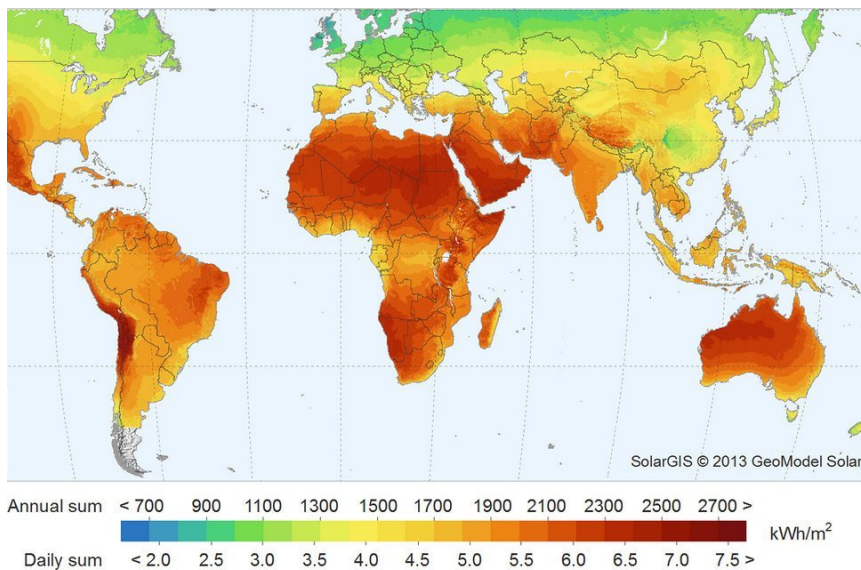 SolarGIS © 2013 GeoModel Solar
Annual sum < 700 900 1100 1300 1500 1700 1900 2100 2300 2500 2700 >
kWh/m²
Daily sum < 2.0 2.5 3.0 3.5 4.0 4.5 5.0 5.5 6.0 6.5 7.0 7.5 >